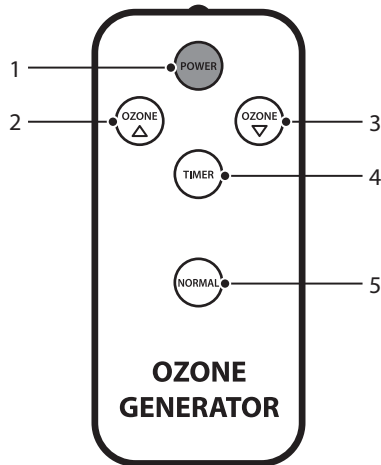 POWER
1
OZONE
2
OZONE
3
TIMER
4
NORMAL
5
OZONE
GENERATOR